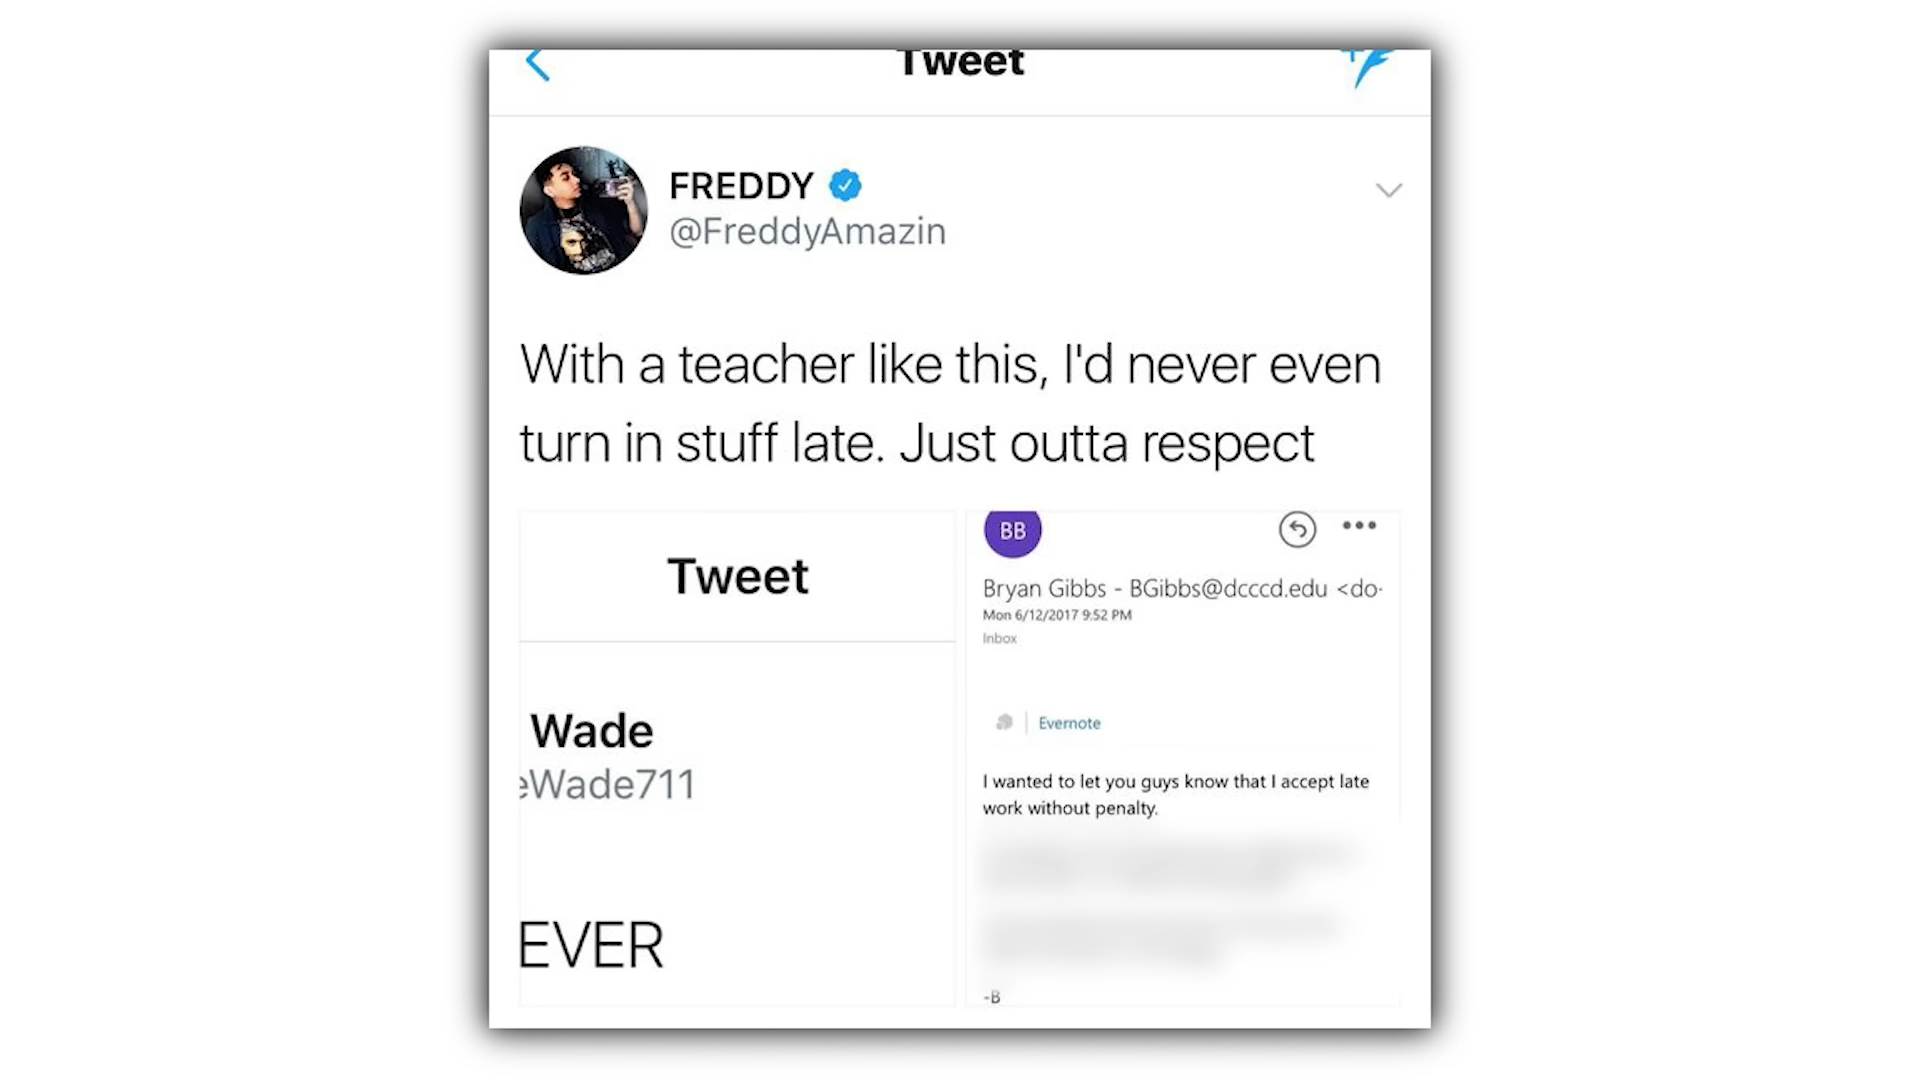 Tweet
FREDDY
@FreddyAmazin
With a teacher like this, I'd never even
turn in stuff late. Just outta respect
Tweet
Wade
eWade711
EVER
BB
Bryan Gibbs - BGibbs@dcccd.edu <do-
Mon 6/12/2017 9:52 PM
Inbox
Evernote
I wanted to let you guys know that I accept late
work without penalty.
-B